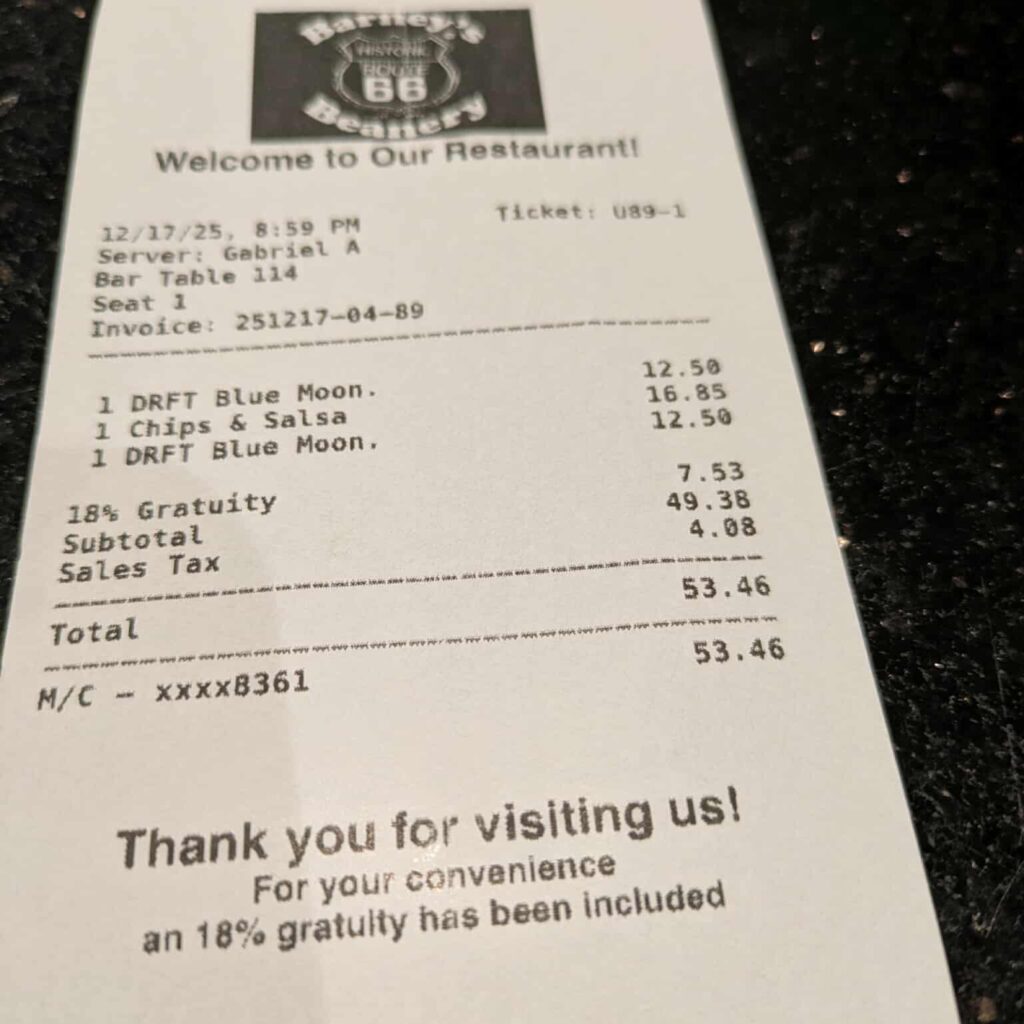 Barney's
HISTORIC
ROUTE
66
Beanery
Welcome to Our Restaurant!
12/17/25, 8:59 PM Ticket: U89-1
Server: Gabriel A
Bar Table 114
Seat 1
Invoice: 251217-04-89
1 DRFT Blue Moon. 12.50
1 Chips & Salsa 16.85
1 DRFT Blue Moon. 12.50
18% Gratuity 7.53
Subtotal 49.38
Sales Tax 4.08
Total 53.46
M/C - xxxx8361 53.46
Thank you for visiting us!
For your convenience
an 18% gratuity has been included